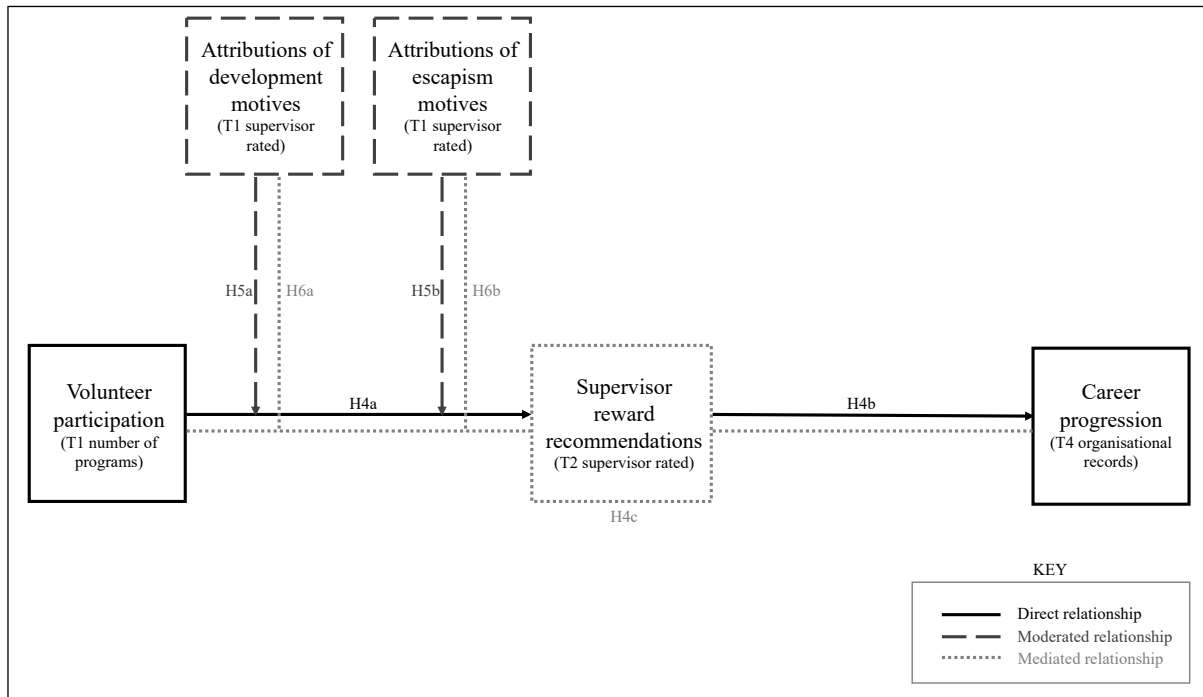 Attributions of
development
motives
(T1 supervisor
rated)
Attributions of
escapism
motives
(T1 supervisor
rated)
H5a
H6a
H5b
H6b
Volunteer
participation
(T1 number of
programs)
H4a
Supervisor
reward
recommendations
(T2 supervisor rated)
H4b
Career
progression
(T4 organisational
records)
H4c
KEY
Direct relationship
Moderated relationship
Mediated relationship